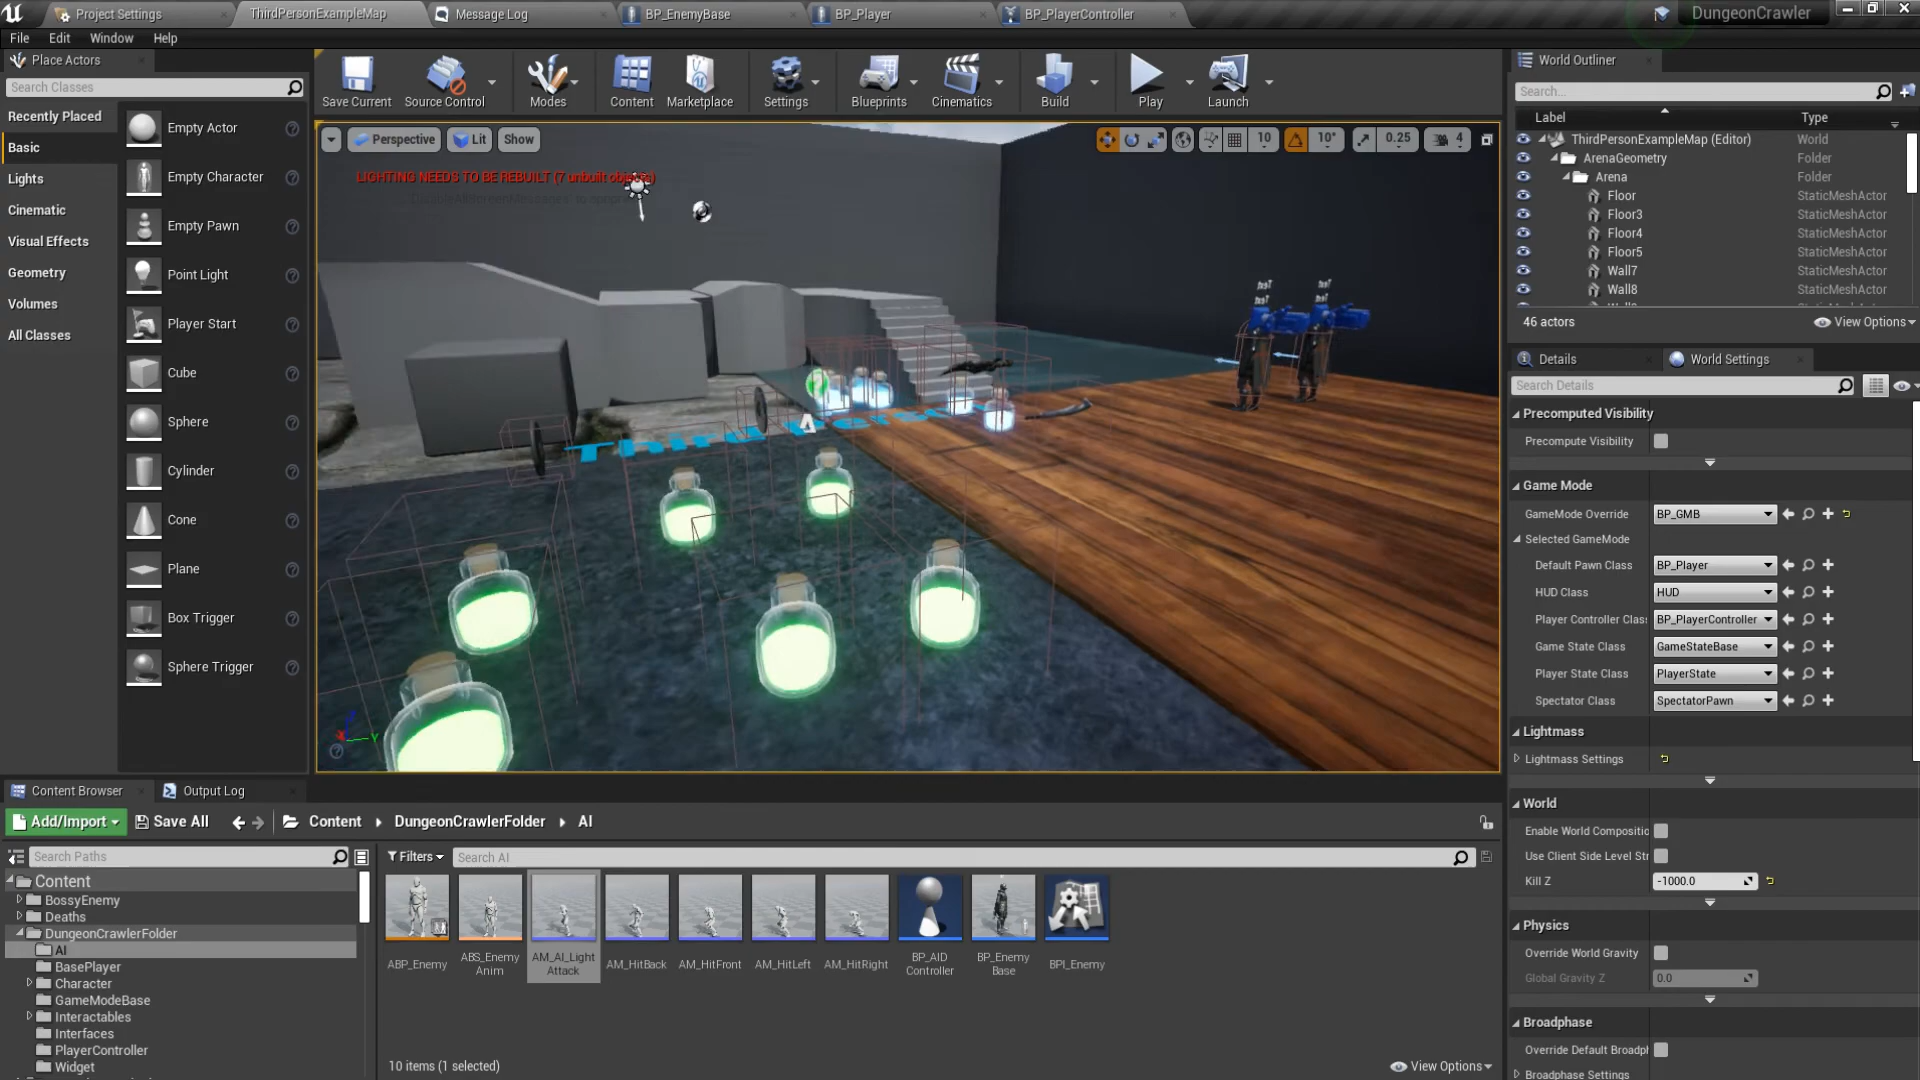 Project Settings
ThirdPersonExampleMap
Message Log
BP_EnemyBase
BP_Player
BP_PlayerController
DungeonCrawler
File
Edit
Window
Help
Place Actors
Search Classes
Recently Placed
Basic
Lights
Cinematic
Visual Effects
Geometry
Volumes
All Classes
Empty Actor
Empty Character
Empty Pawn
Point Light
Player Start
Cube
Sphere
Cylinder
Cone
Plane
Box Trigger
Sphere Trigger
Save Current
Source Control
Modes
Content
Marketplace
Settings
Blueprints
Cinematics
Build
Play
Launch
Perspective
Lit
Show
10
10°
0.25
4
LIGHTING NEEDS TO BE REBUILT (7 unbuilt objects)
World Outliner
Search...
Label
Type
ThirdPersonExampleMap (Editor)
World
ArenaGeometry
Folder
Arena
Folder
Floor
StaticMeshActor
Floor3
StaticMeshActor
Floor4
StaticMeshActor
Floor5
StaticMeshActor
Wall7
StaticMeshActor
Wall8
StaticMeshActor
46 actors
View Options
Details
World Settings
Search Details
Precomputed Visibility
Precompute Visibility
Game Mode
GameMode Override
BP_GMB
Selected GameMode
Default Pawn Class
BP_Player
HUD Class
HUD
Player Controller Clas
BP_PlayerController
Game State Class
GameStateBase
Player State Class
PlayerState
Spectator Class
SpectatorPawn
Lightmass
Lightmass Settings
World
Enable World Compositio
Use Client Side Level Str
Kill Z
-1000.0
Physics
Override World Gravity
Global Gravity Z
0.0
Broadphase
Override Default Broadph
Broadphase Settings
Content Browser
Output Log
Add/Import
Save All
Content
DungeonCrawlerFolder
AI
Search Paths
Filters
Search AI
Content
BossyEnemy
Deaths
DungeonCrawlerFolder
AI
BasePlayer
Character
GameModeBase
Interactables
Interfaces
PlayerController
Widget
ABP_Enemy
ABS_Enemy
Anim
AM_AI_Light
Attack
AM_HitBack
AM_HitFront
AM_HitLeft
AM_HitRight
BP_AID
Controller
BP_Enemy
Base
BPI_Enemy
10 items (1 selected)
View Options